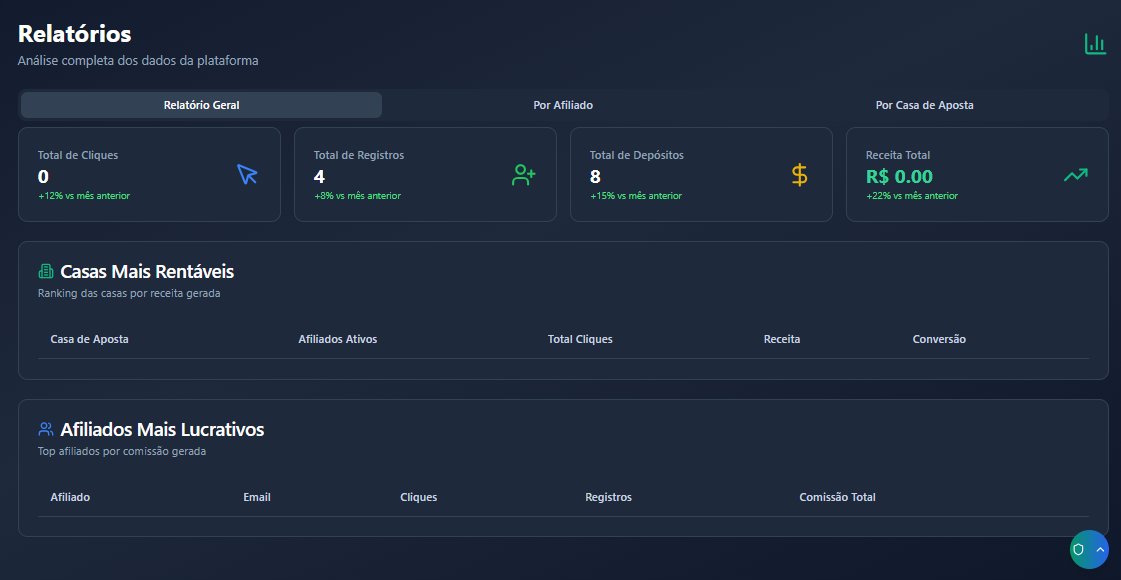 Relatórios
Análise completa dos dados da plataforma
Relatório Geral
Por Afiliado
Por Casa de Aposta
Total de Cliques
0
+12% vs mês anterior
Total de Registros
4
+8% vs mês anterior
Total de Depósitos
8
+15% vs mês anterior
Receita Total
R$ 0.00
+22% vs mês anterior
Casas Mais Rentáveis
Ranking das casas por receita gerada
Casa de Aposta Afiliados Ativos Total Cliques Receita Conversão
Afiliados Mais Lucrativos
Top afiliados por comissão gerada
Afiliado Email Cliques Registros Comissão Total